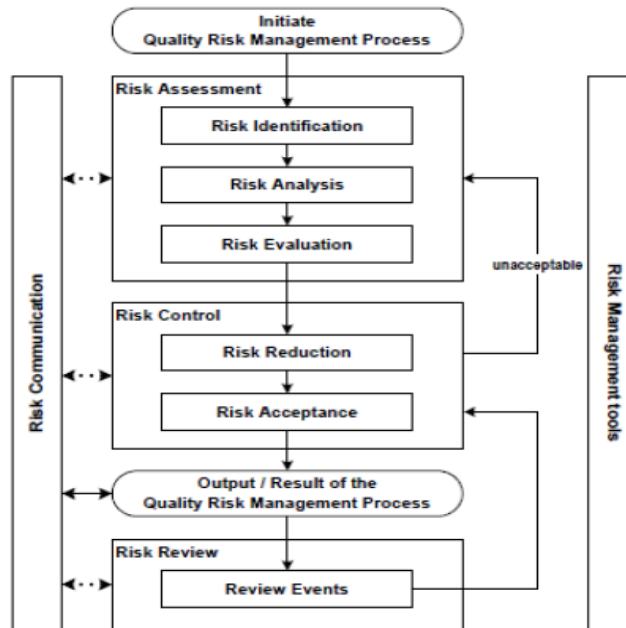 Initiate
Quality Risk Management Process
Risk Assessment
Risk Identification
Risk Analysis
Risk Evaluation
unacceptable
Risk Communication
Risk Management tools
Risk Control
Risk Reduction
Risk Acceptance
Output / Result of the
Quality Risk Management Process
Risk Review
Review Events